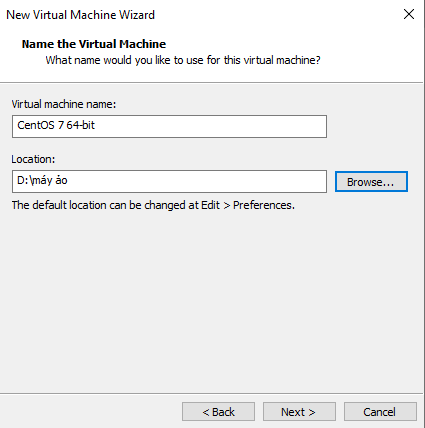 New Virtual Machine Wizard
Name the Virtual Machine
What name would you like to use for this virtual machine?
Virtual machine name:
CentOS 7 64-bit
Location:
D:\máy ảo
Browse...
The default location can be changed at Edit > Preferences.
< Back
Next >
Cancel